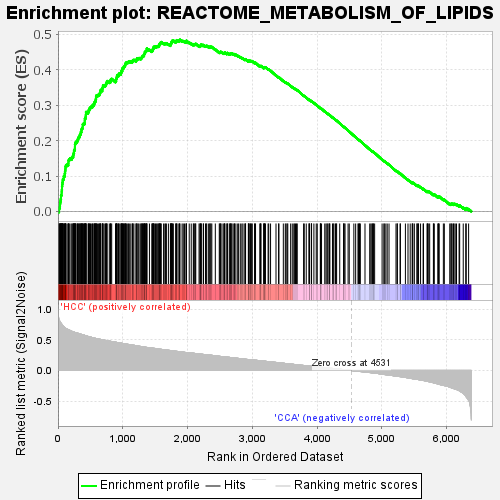 Enrichment plot: REACTOME_METABOLISM_OF_LIPIDS
Enrichment score (ES)
0.5
0.4
0.3
0.2
0.1
0.0
'HCC' (positively correlated)
Ranked list metric (Signal2Noise)
1.0
0.5
0.0
-0.5
Zero cross at 4531
'CCA' (negatively correlated)
0 1,000 2,000 3,000 4,000 5,000 6,000
Rank in Ordered Dataset
Enrichment profile Hits Ranking metric scores